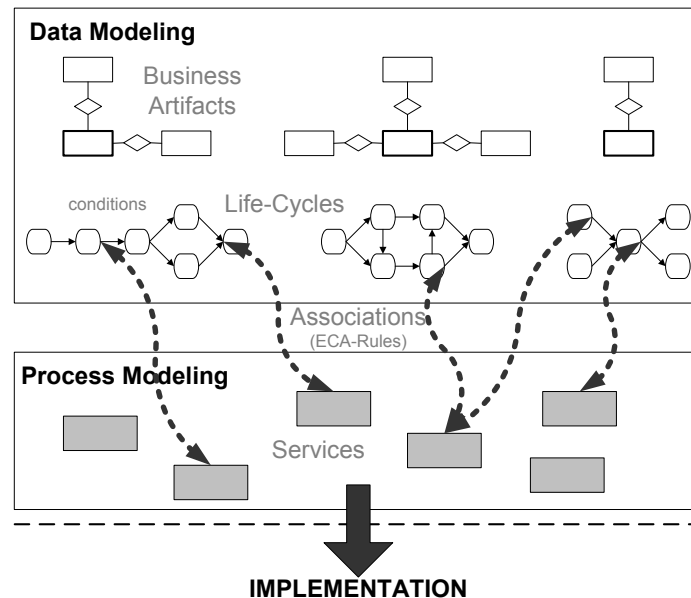 Data Modeling
Business
Artifacts
conditions
Life-Cycles
Associations
(ECA-Rules)
Process Modeling
Services
IMPLEMENTATION